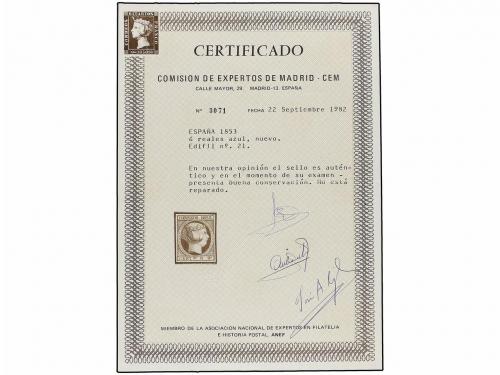 CERTIFICADO
COMISION DE EXPERTOS DE MADRID - CEM
CALLE MAYOR, 29. MADRID-13. ESPAÑA
Nº 3071 FECHA 22 Septiembre 1982
ESPAÑA 1853
6 reales azul, nuevo.
Edifil nº. 21.
En nuestra opinión el sello es autén-
tico y en el momento de su examen -
presenta buena conservación. No está
reparado.
MIEMBRO DE LA ASOCIACION NACIONAL DE EXPERTOS EN FILATELIA
E HISTORIA POSTAL. ANEF